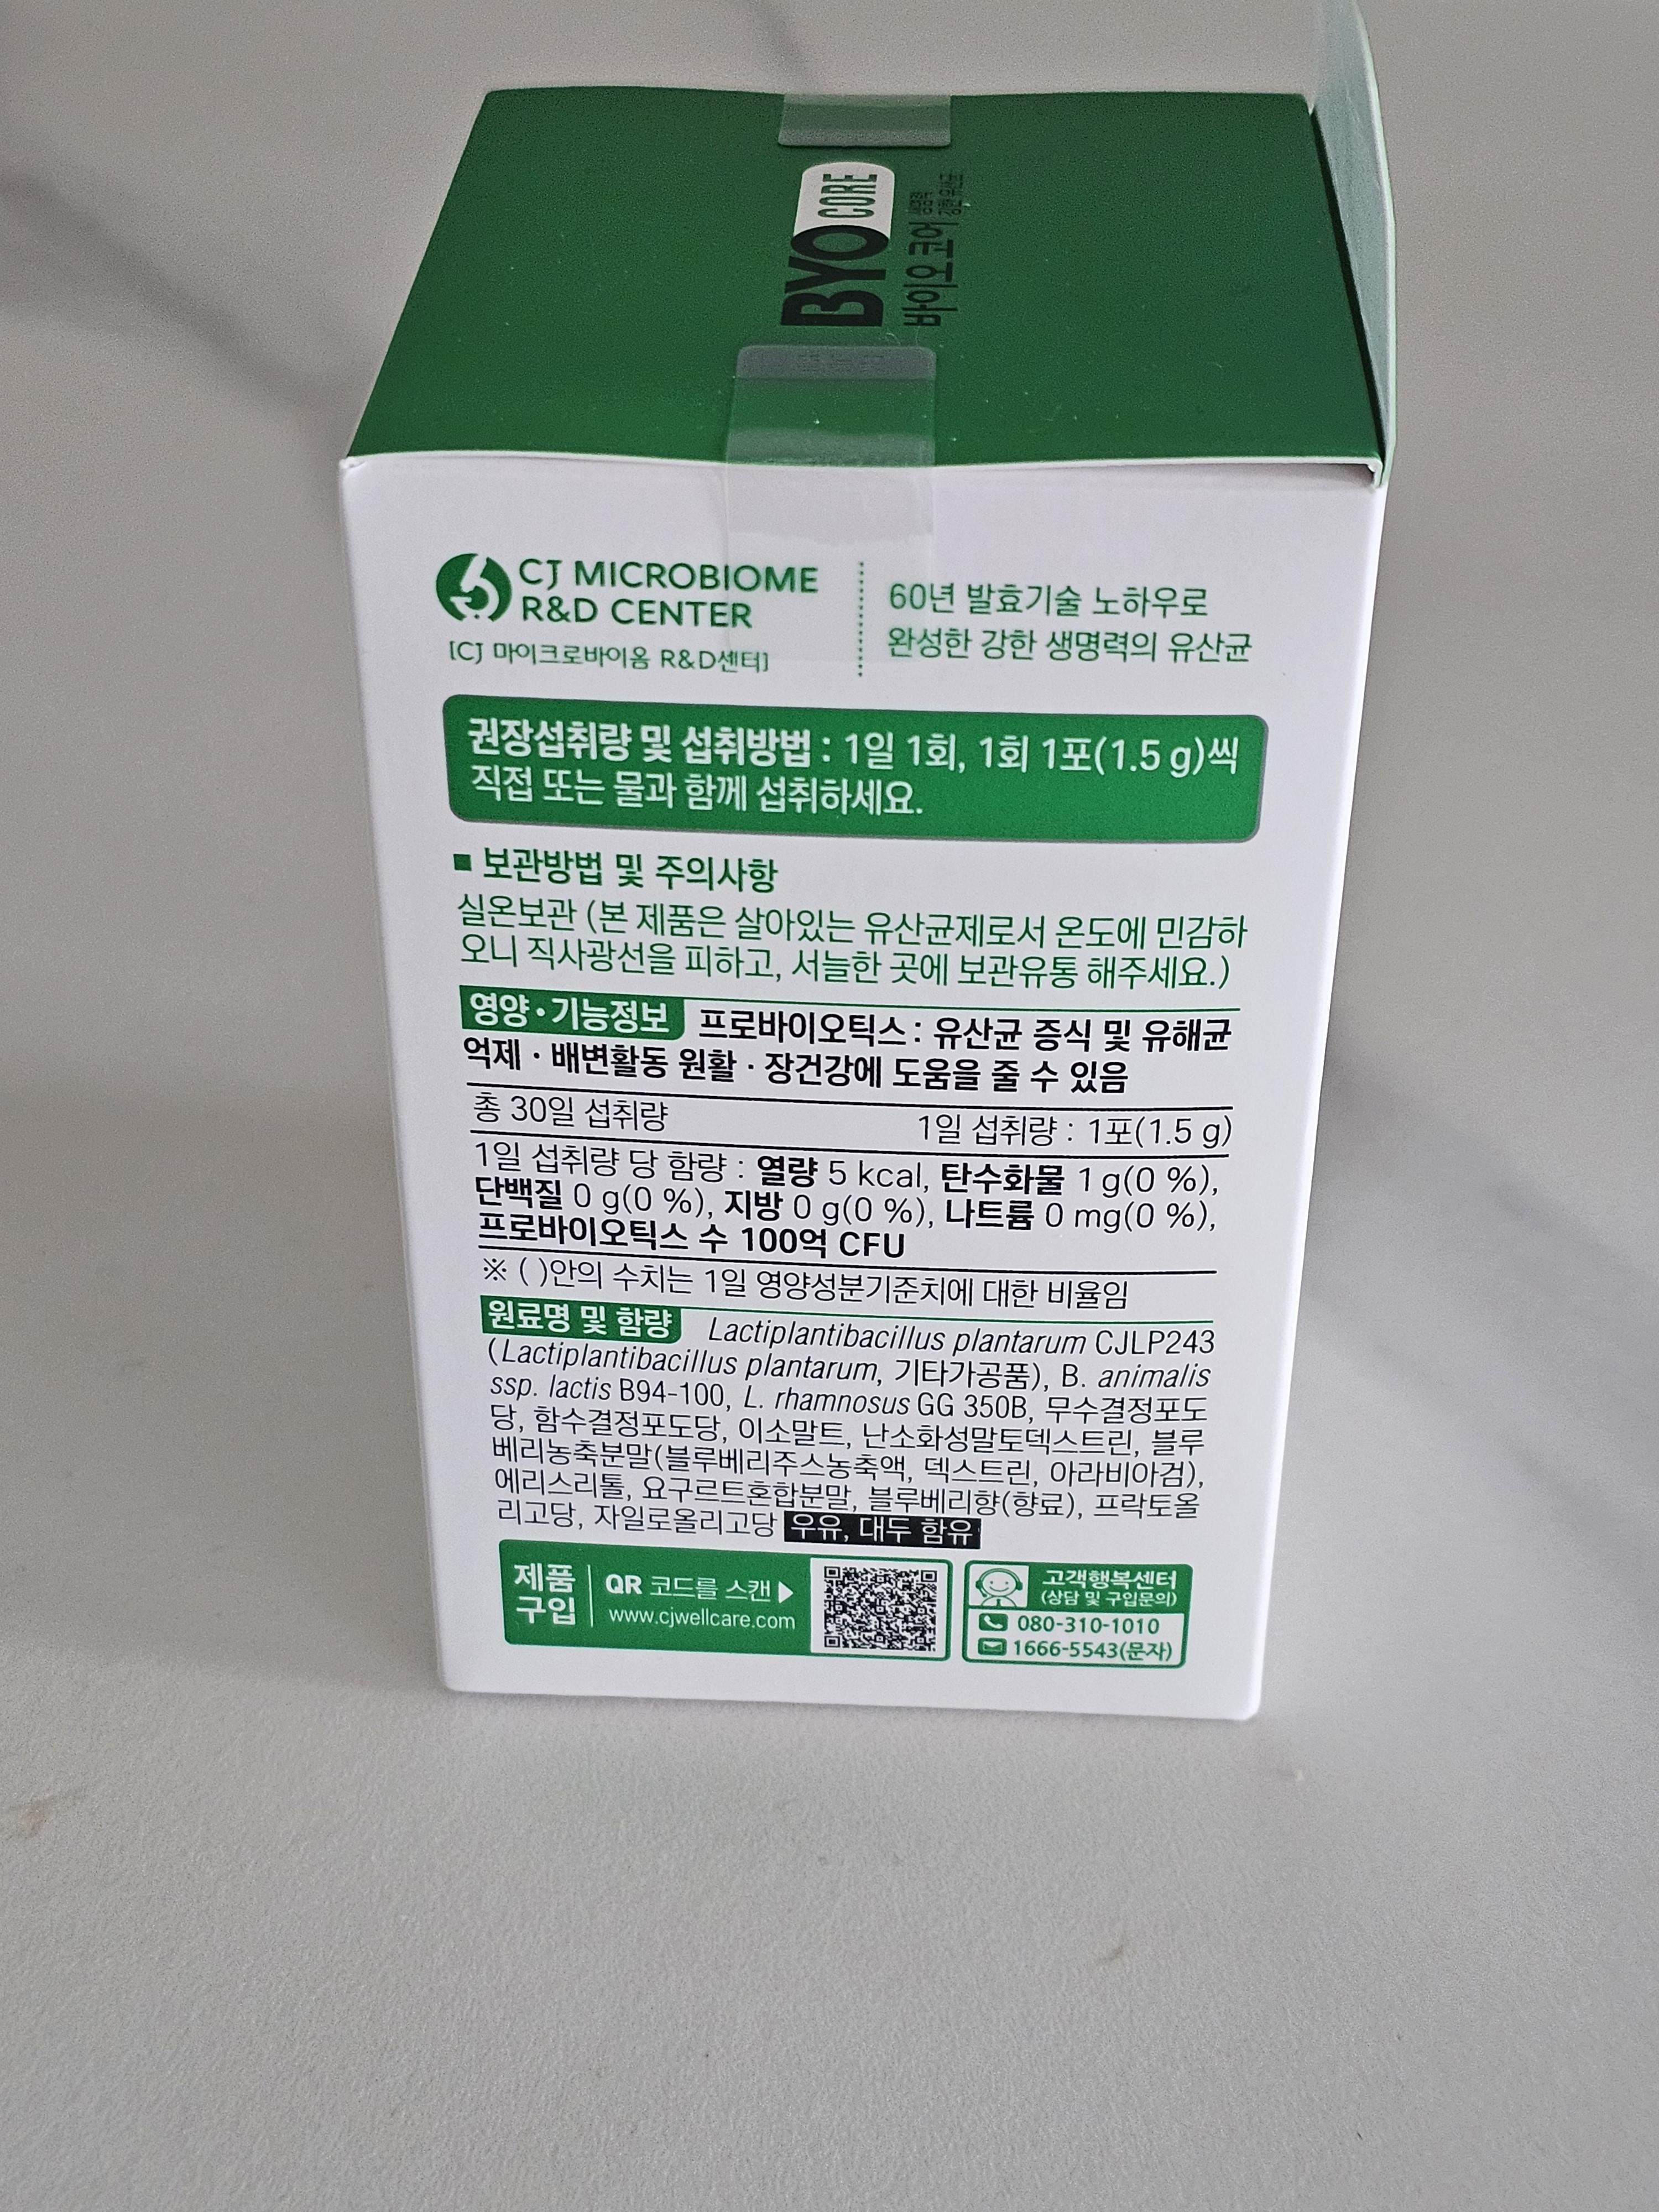 BYO CORE
바이오 코어
생명력
강한 유산균
CJ MICROBIOME
R&D CENTER
[CJ 마이크로바이옴 R&D센터]
60년 발효기술 노하우로
완성한 강한 생명력의 유산균
권장섭취량 및 섭취방법 : 1일 1회, 1회 1포(1.5 g)씩
직접 또는 물과 함께 섭취하세요.
■ 보관방법 및 주의사항
실온보관 (본 제품은 살아있는 유산균제로서 온도에 민감하
오니 직사광선을 피하고, 서늘한 곳에 보관유통 해주세요.)
영양·기능정보 프로바이오틱스 : 유산균 증식 및 유해균
억제 · 배변활동 원활 · 장건강에 도움을 줄 수 있음
총 30일 섭취량 1일 섭취량 : 1포(1.5 g)
1일 섭취량 당 함량 : 열량 5 kcal, 탄수화물 1 g(0 %),
단백질 0 g(0 %), 지방 0 g(0 %), 나트륨 0 mg(0 %),
프로바이오틱스 수 100억 CFU
※ ( )안의 수치는 1일 영양성분기준치에 대한 비율임
원료명 및 함량 Lactiplantibacillus plantarum CJLP243
(Lactiplantibacillus plantarum, 기타가공품), B. animalis
ssp. lactis B94-100, L. rhamnosus GG 350B, 무수결정포도
당, 함수결정포도당, 이소말트, 난소화성말토덱스트린, 블루
베리농축분말(블루베리주스농축액, 덱스트린, 아라비아검),
에리스리톨, 요구르트혼합분말, 블루베리향(향료), 프락토올
리고당, 자일로올리고당 우유, 대두 함유
제품
구입
QR 코드를 스캔▶
www.cjwellcare.com
고객행복센터
(상담 및 구입문의)
080-310-1010
1666-5543(문자)